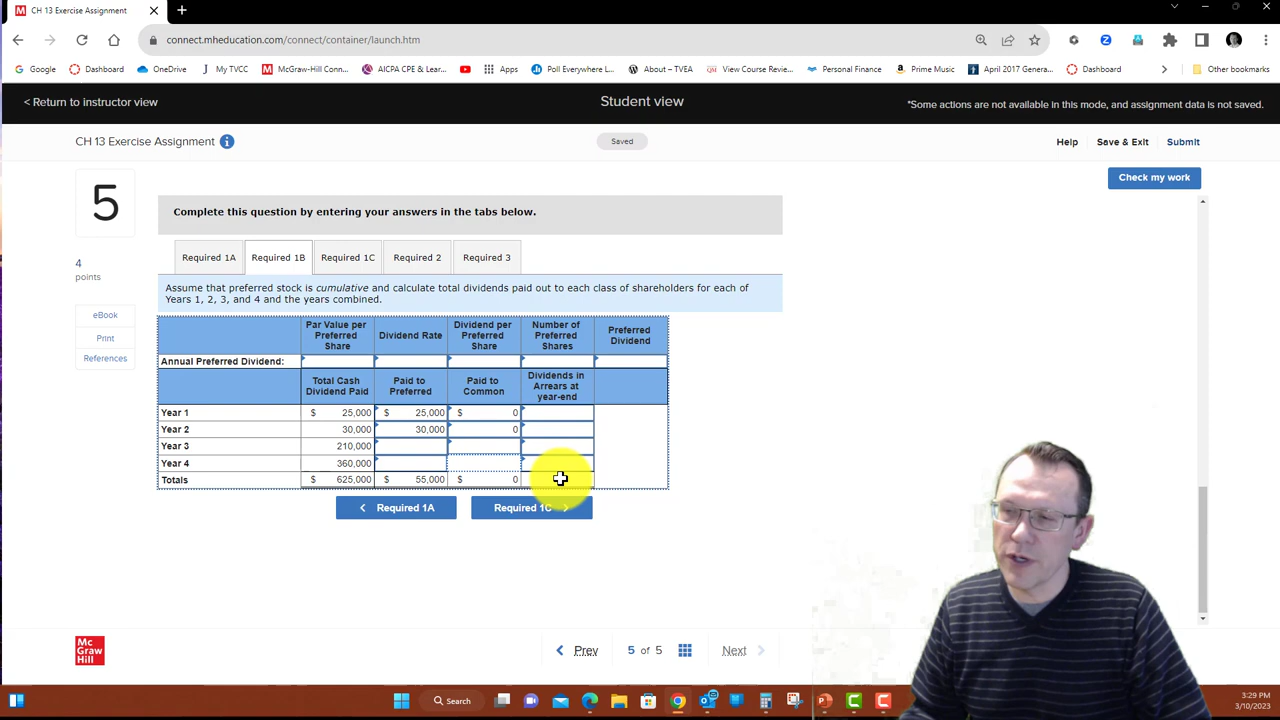 CH 13 Exercise Assignment
connect.mheducation.com/connect/container/launch.htm
Google
Dashboard
OneDrive
My TVCC
McGraw-Hill Conn...
AICPA CPE & Lear...
Apps
Poll Everywhere L...
About – TVEA
View Course Review...
Personal Finance
Prime Music
April 2017 Genera...
Dashboard
Other bookmarks
< Return to instructor view
Student view
*Some actions are not available in this mode, and assignment data is not saved.
CH 13 Exercise Assignment i
Saved
Help
Save & Exit
Submit
Check my work
5
4
points
eBook
Print
References
Complete this question by entering your answers in the tabs below.
Required 1A
Required 1B
Required 1C
Required 2
Required 3
Assume that preferred stock is cumulative and calculate total dividends paid out to each class of shareholders for each of
Years 1, 2, 3, and 4 and the years combined.
Par Value per Preferred Share
Dividend Rate
Dividend per Preferred Share
Number of Preferred Shares
Preferred Dividend
Annual Preferred Dividend:
Total Cash Dividend Paid
Paid to Preferred
Paid to Common
Dividends in Arrears at year-end
Year 1 $ 25,000 $ 25,000 $ 0
Year 2 30,000 30,000 0
Year 3 210,000
Year 4 360,000
Totals $ 625,000 $ 55,000 $ 0
< Required 1A
Required 1C >
Mc
Graw
Hill
Prev
5 of 5
Next
Search
3:29 PM
3/10/2023